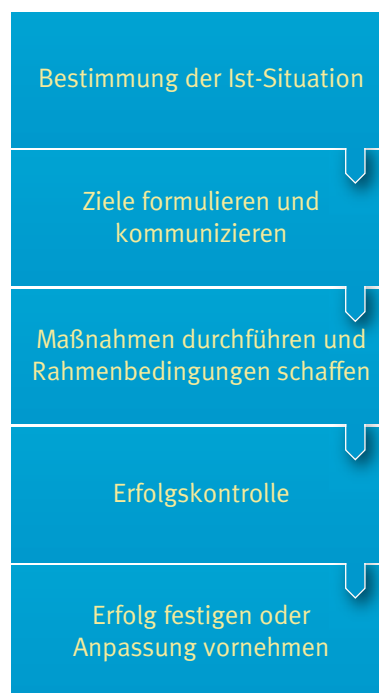 Bestimmung der Ist-Situation
Ziele formulieren und
kommunizieren
Maßnahmen durchführen und
Rahmenbedingungen schaffen
Erfolgskontrolle
Erfolg festigen oder
Anpassung vornehmen